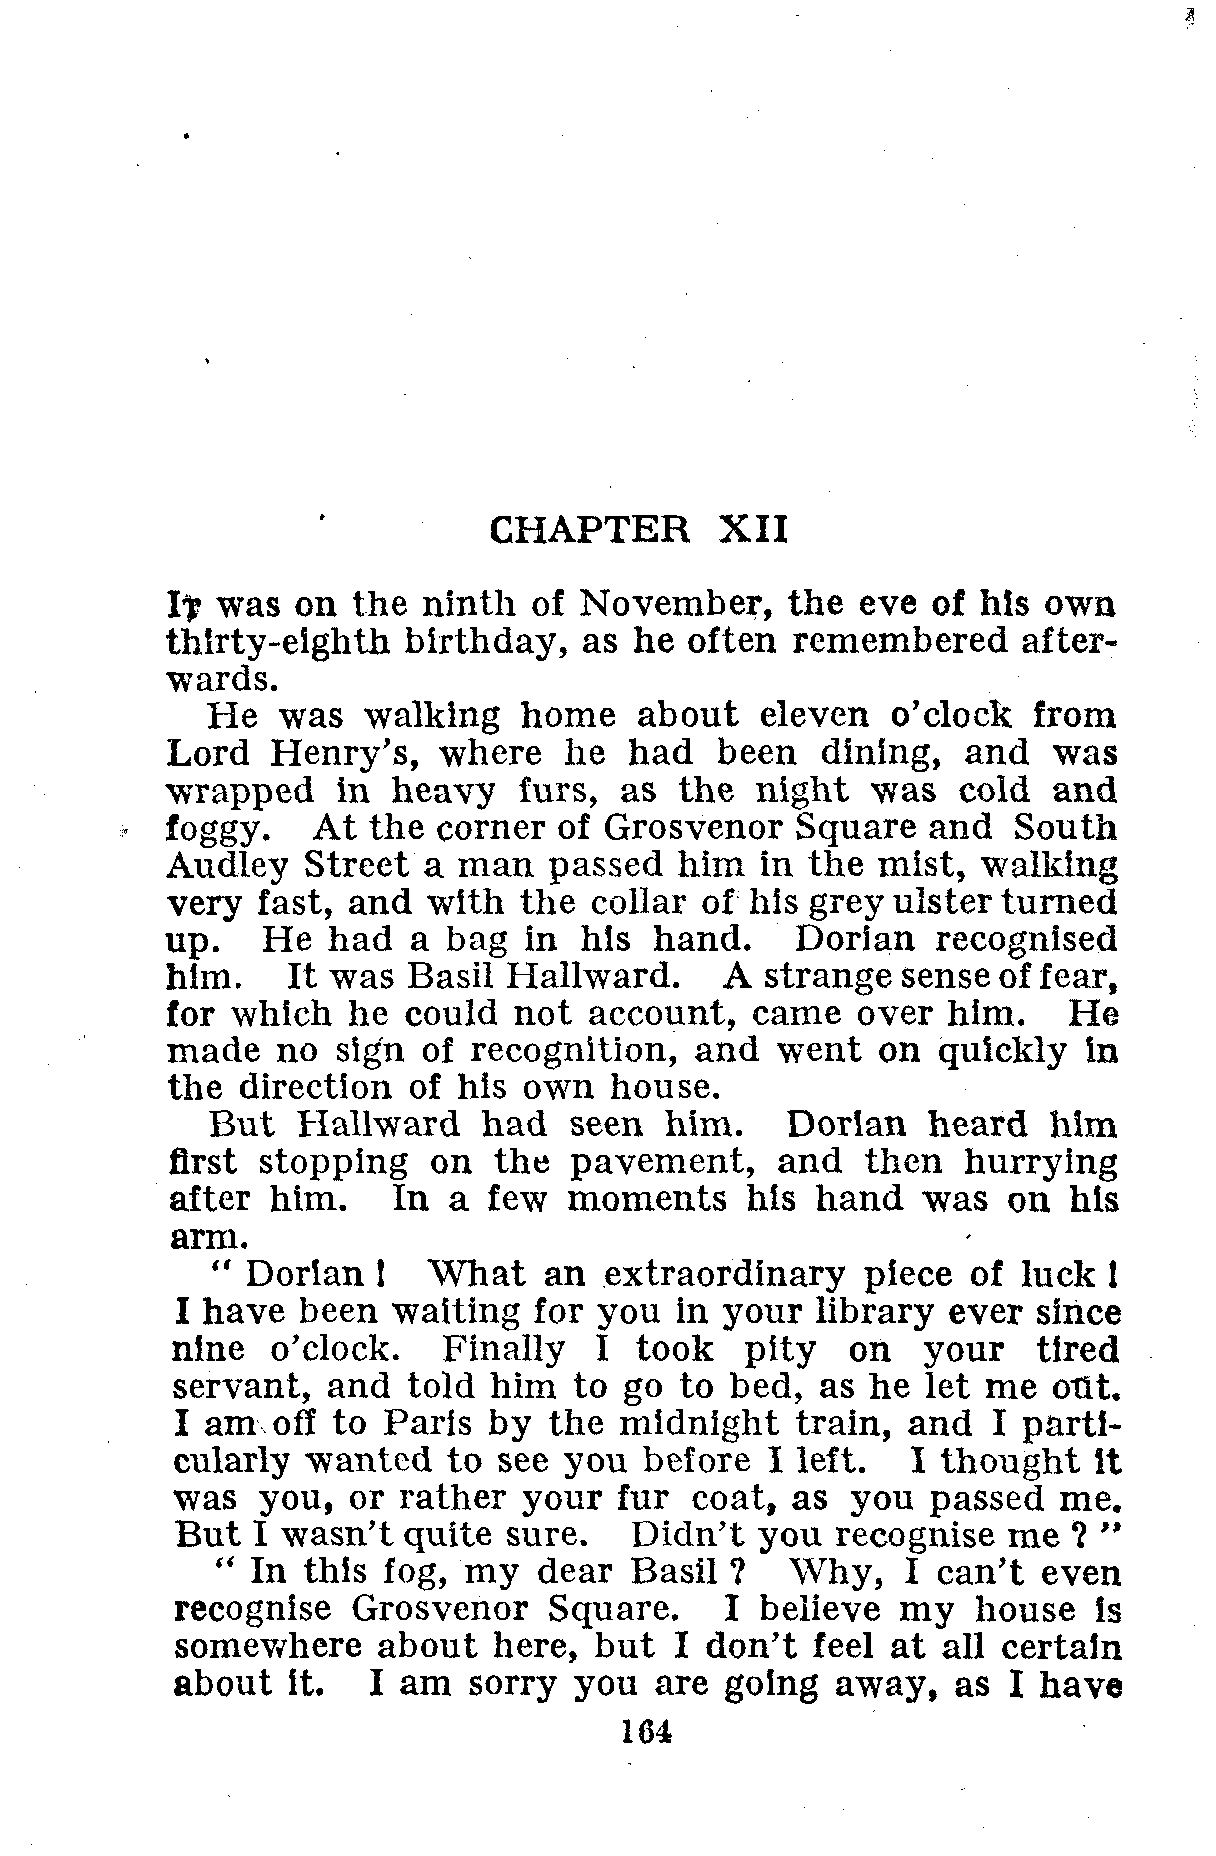 CHAPTER XII
It was on the ninth of November, the eve of his own
thirty-eighth birthday, as he often remembered after-
wards.
He was walking home about eleven o'clock from
Lord Henry's, where he had been dining, and was
wrapped in heavy furs, as the night was cold and
foggy. At the corner of Grosvenor Square and South
Audley Street a man passed him in the mist, walking
very fast, and with the collar of his grey ulster turned
up. He had a bag in his hand. Dorian recognised
him. It was Basil Hallward. A strange sense of fear,
for which he could not account, came over him. He
made no sign of recognition, and went on quickly in
the direction of his own house.
But Hallward had seen him. Dorian heard him
first stopping on the pavement, and then hurrying
after him. In a few moments his hand was on his
arm.
" Dorian ! What an extraordinary piece of luck !
I have been waiting for you in your library ever since
nine o'clock. Finally I took pity on your tired
servant, and told him to go to bed, as he let me out.
I am off to Paris by the midnight train, and I parti-
cularly wanted to see you before I left. I thought it
was you, or rather your fur coat, as you passed me.
But I wasn't quite sure. Didn't you recognise me ? "
" In this fog, my dear Basil ? Why, I can't even
recognise Grosvenor Square. I believe my house is
somewhere about here, but I don't feel at all certain
about it. I am sorry you are going away, as I have
164